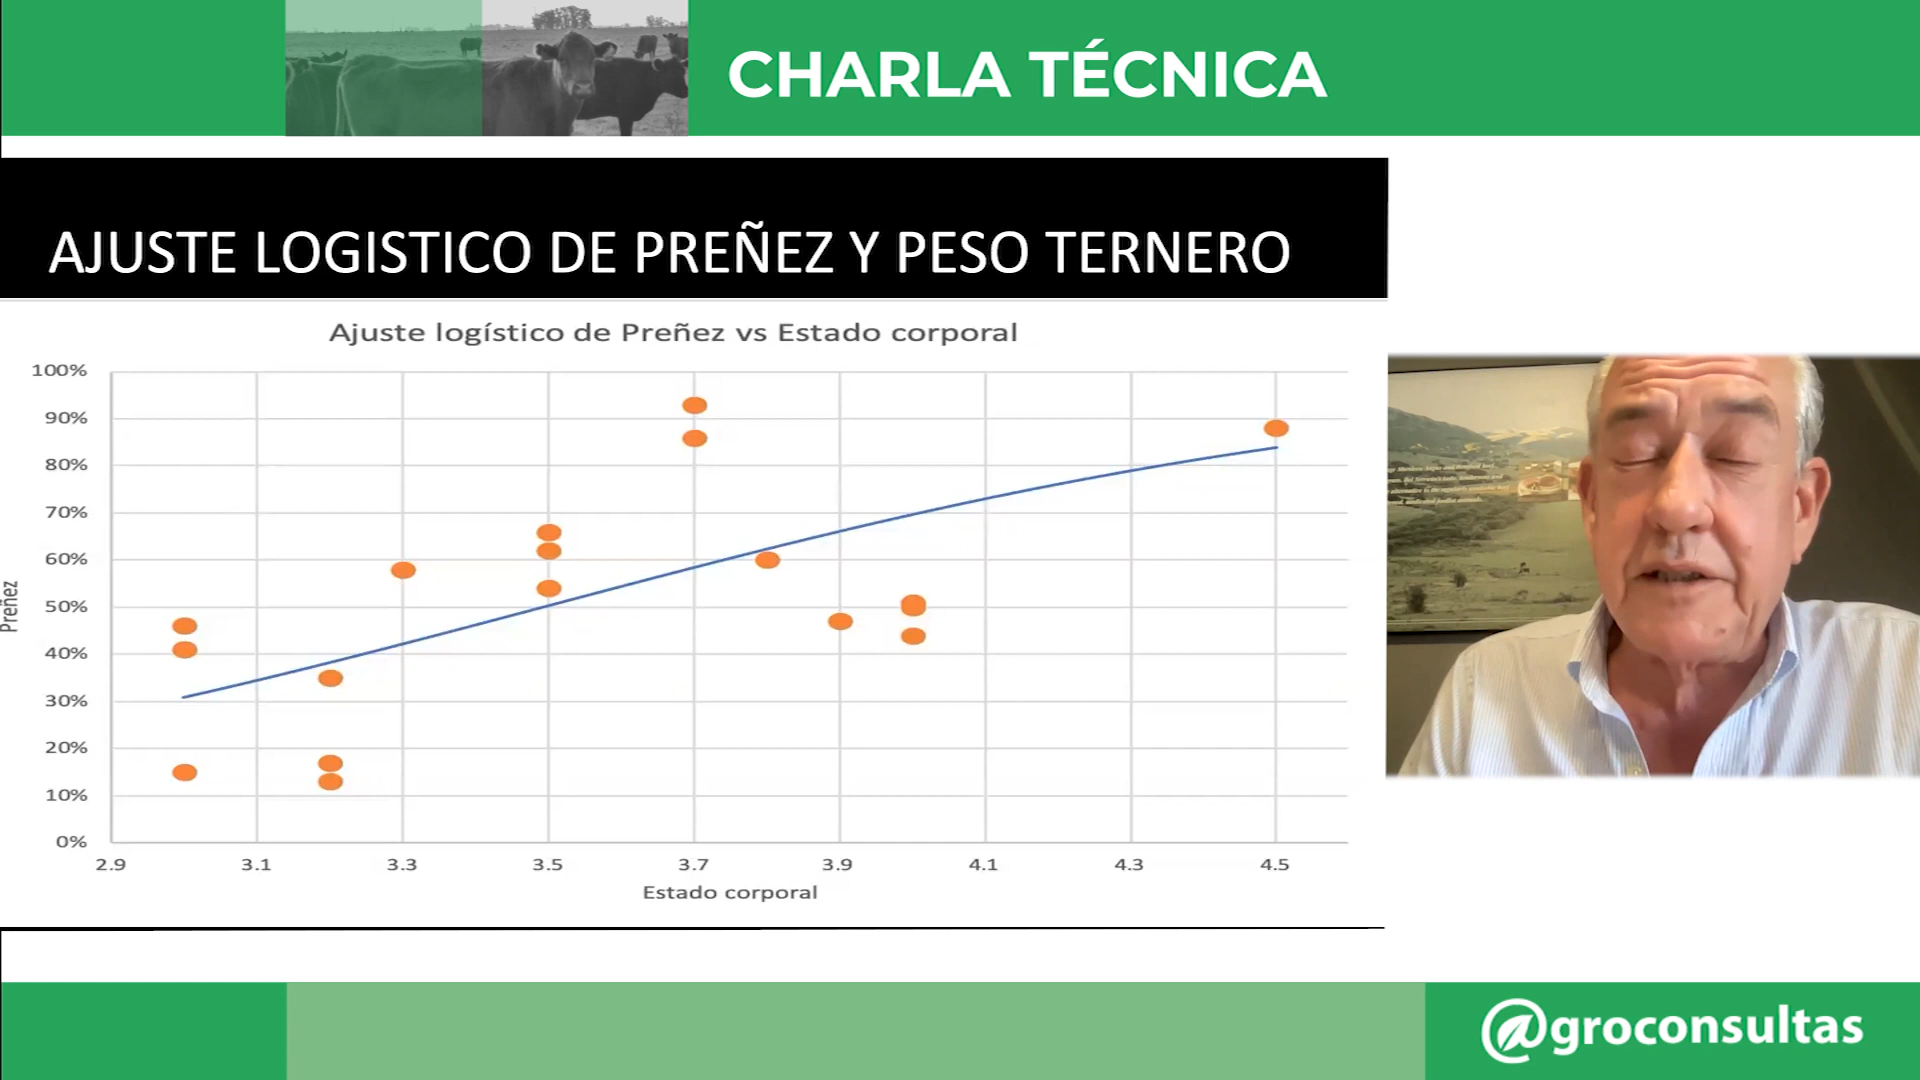 CHARLA TÉCNICA
AJUSTE LOGISTICO DE PREÑEZ Y PESO TERNERO
Ajuste logístico de Preñez vs Estado corporal
100%
90%
80%
70%
60%
50%
40%
30%
20%
10%
0%
Preñez
2.9 3.1 3.3 3.5 3.7 3.9 4.1 4.3 4.5
Estado corporal
@groconsultas